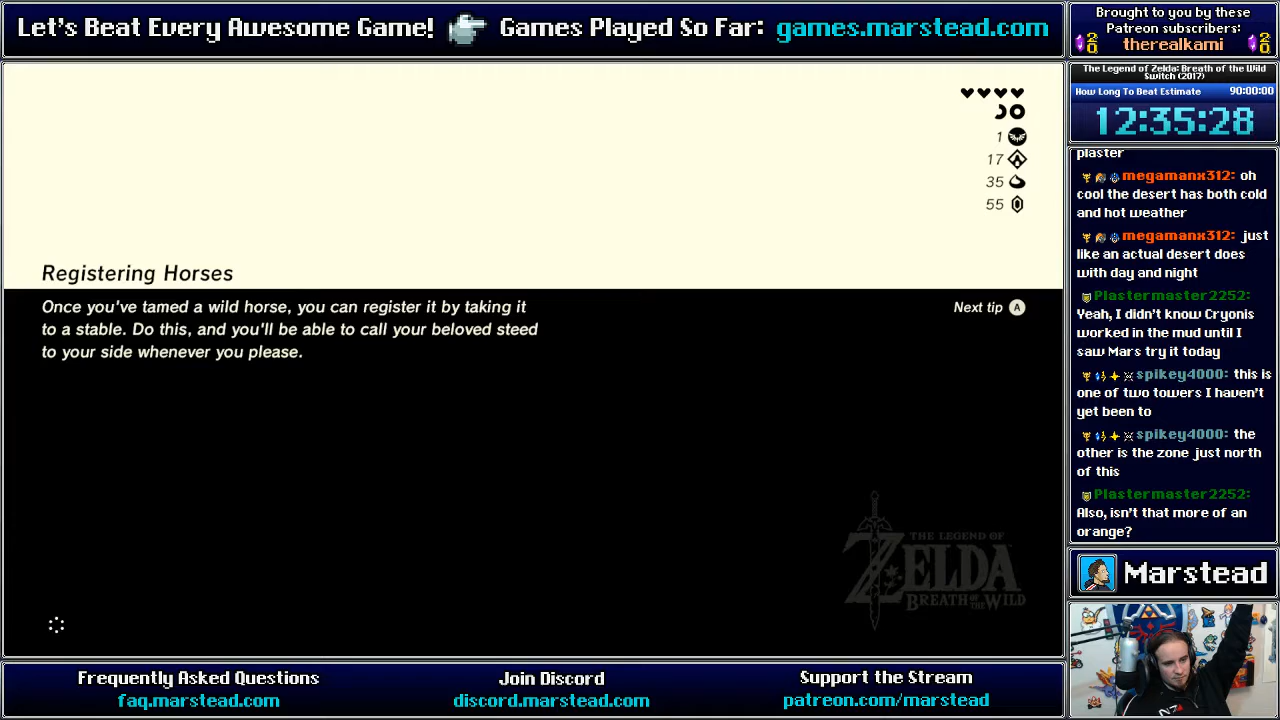 Let's Beat Every Awesome Game!
Games Played So Far: games.marstead.com
Brought to you by these
Patreon subscribers:
20 therealkami 20
The Legend of Zelda: Breath of the Wild
Switch (2017)
How Long To Beat Estimate 90:00:00
12:35:28
1
17
35
55
Registering Horses
Once you've tamed a wild horse, you can register it by taking it
to a stable. Do this, and you'll be able to call your beloved steed
to your side whenever you please.
Next tip A
THE LEGEND OF
ZELDA
BREATH OF THE WILD
plaster
megamanx312: oh
cool the desert has both cold
and hot weather
megamanx312: just
like an actual desert does
with day and night
Plastermaster2252:
Yeah, I didn't know Cryonis
worked in the mud until I
saw Mars try it today
spikey4000: this is
one of two towers I haven't
yet been to
spikey4000: the
other is the zone just north
of this
Plastermaster2252:
Also, isn't that more of an
orange?
Marstead
Frequently Asked Questions
faq.marstead.com
Join Discord
discord.marstead.com
Support the Stream
patreon.com/marstead